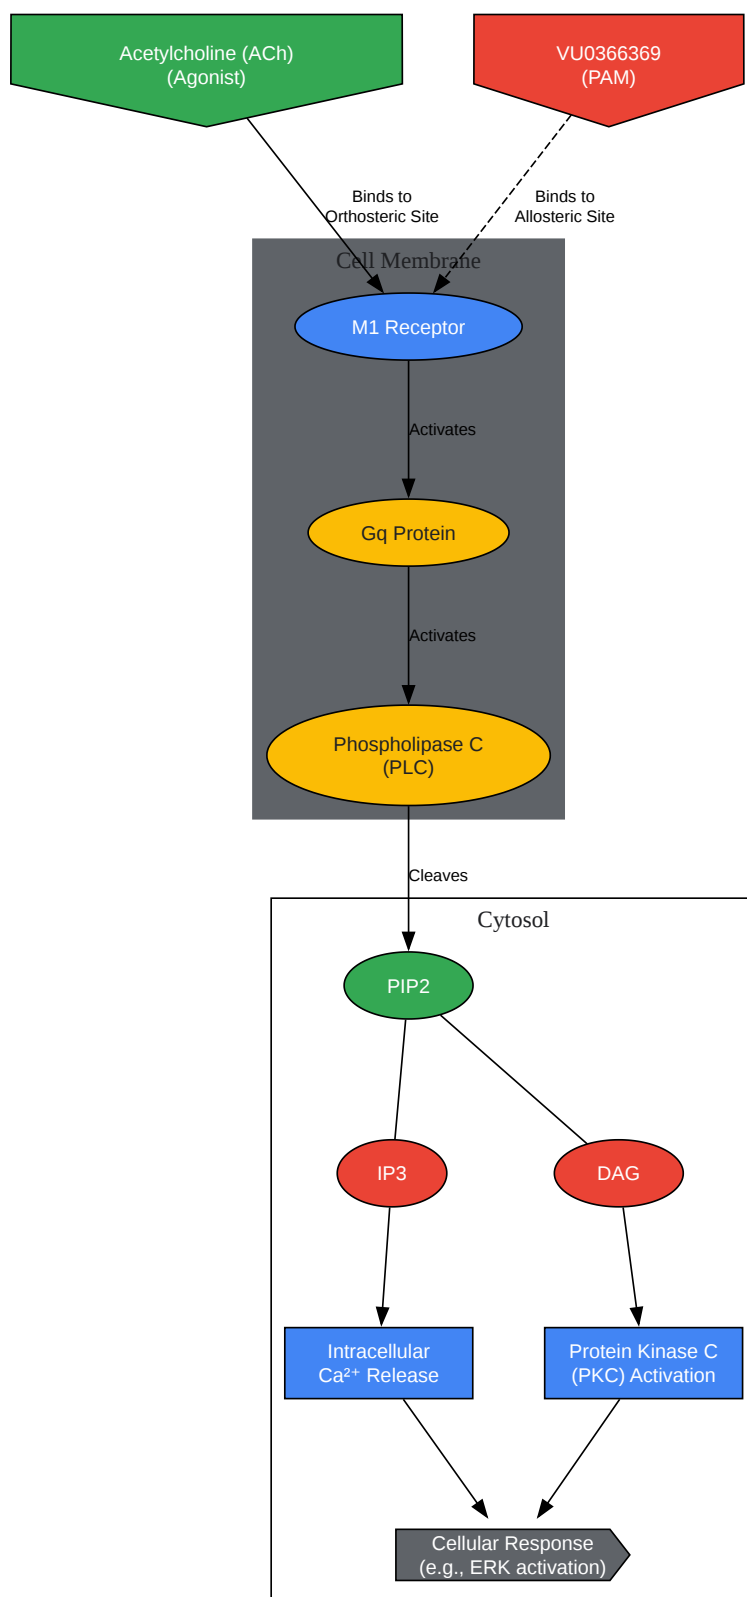 Acetylcholine (ACh)
(Agonist)
VU0366369
(PAM)
Binds to
Orthosteric Site
Binds to
Allosteric Site
Cell Membrane
M1 Receptor
Activates
Gq Protein
Activates
Phospholipase C
(PLC)
Cleaves
Cytosol
PIP2
IP3
DAG
Intracellular
Ca²⁺ Release
Protein Kinase C
(PKC) Activation
Cellular Response
(e.g., ERK activation)